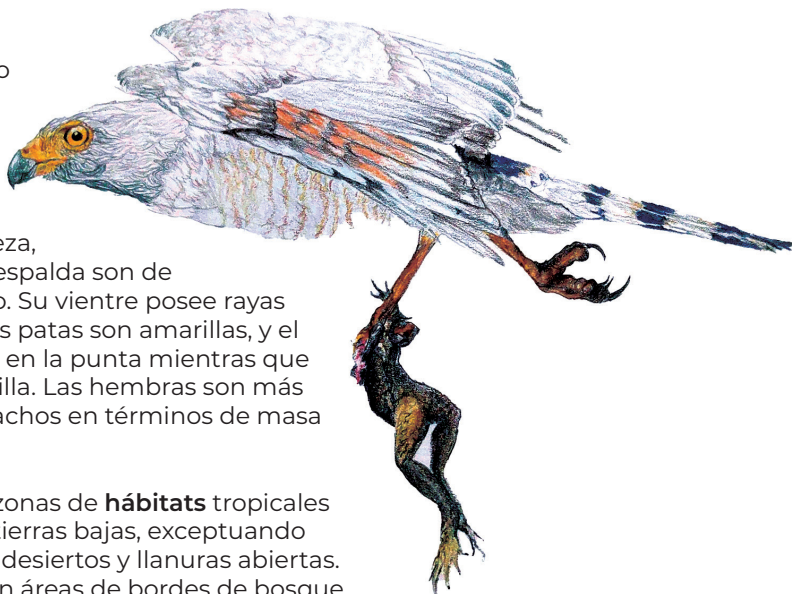 o
eza,
espalda son de
o. Su vientre posee rayas
s patas son amarillas, y el
en la punta mientras que
illa. Las hembras son más
achos en términos de masa
zonas de hábitats tropicales
tierras bajas, exceptuando
desiertos y llanuras abiertas.
n áreas de bordes de bosque